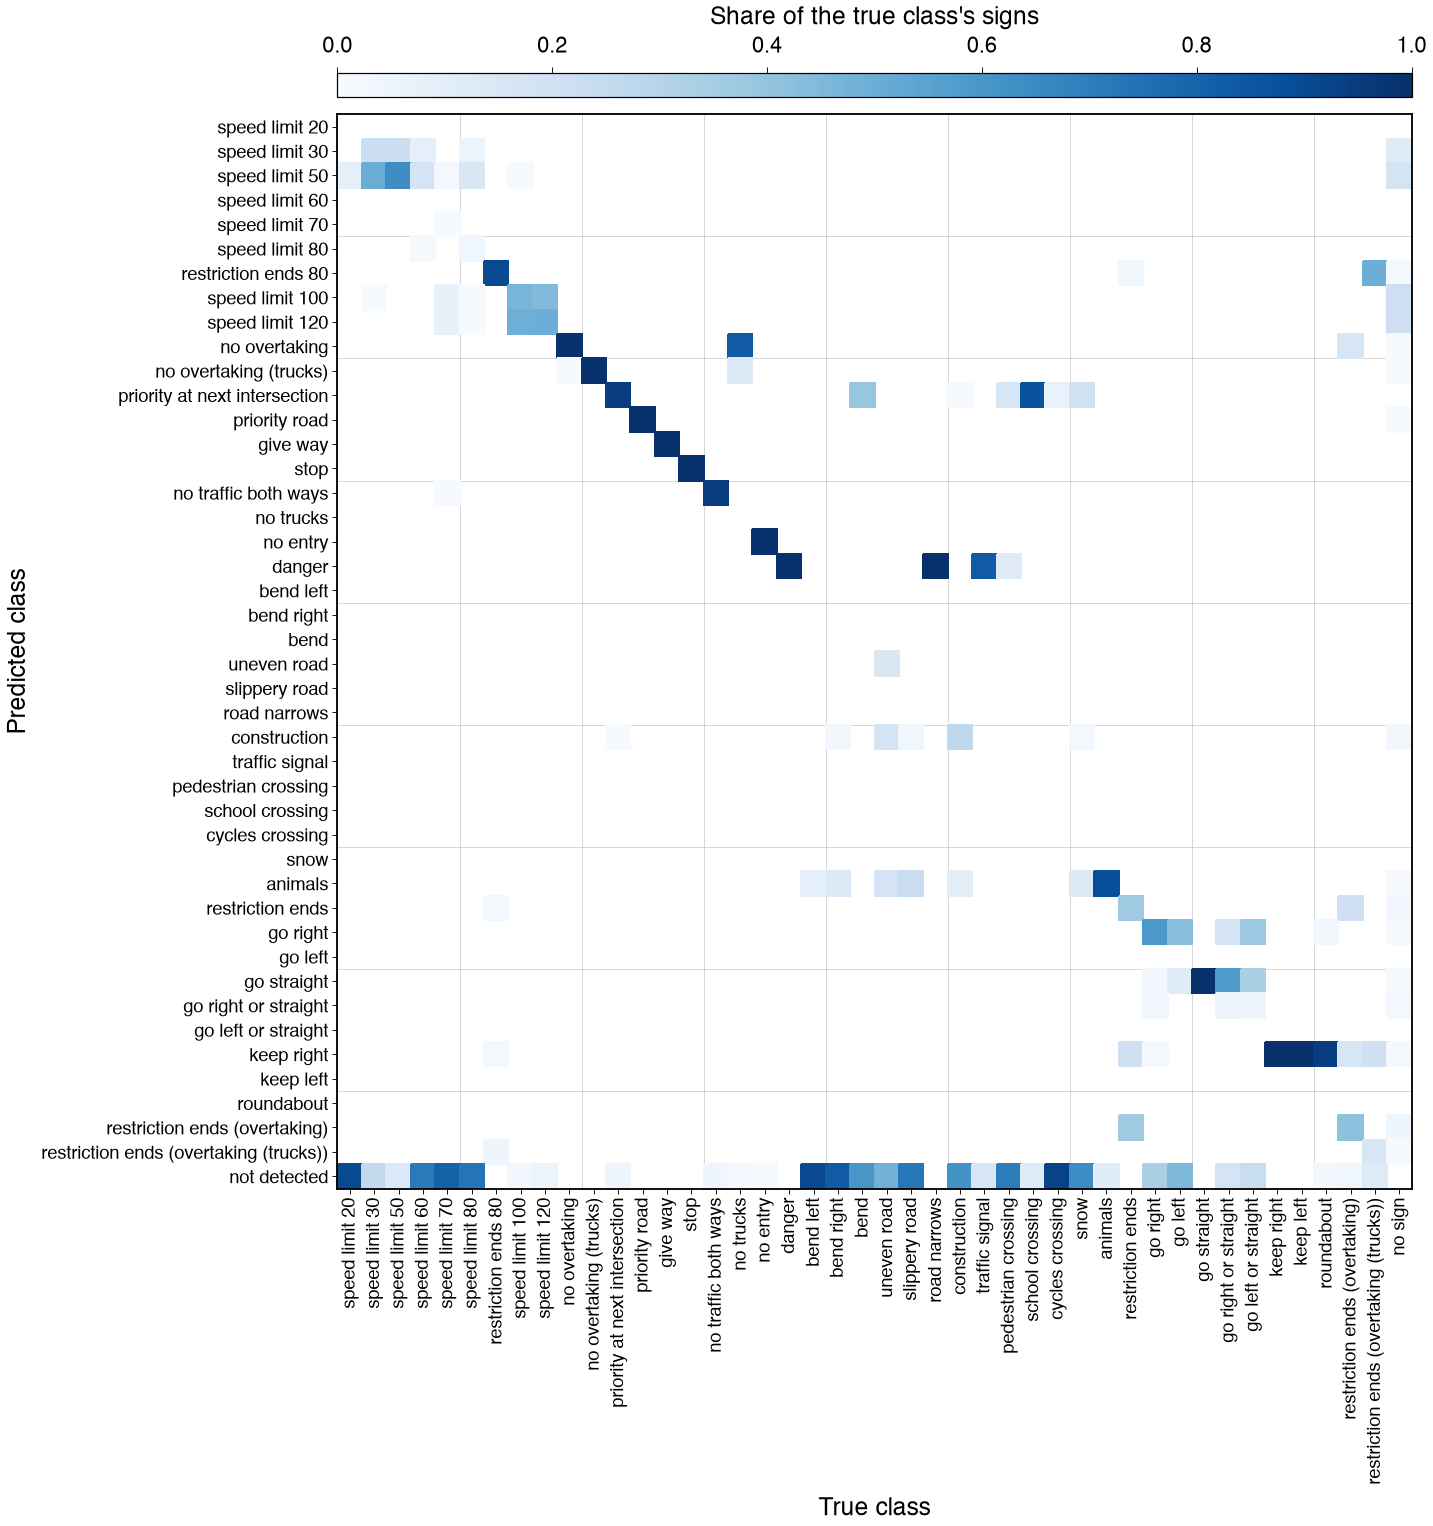 Share of the true class's signs
0.0 0.2 0.4 0.6 0.8 1.0
Predicted class
speed limit 20
speed limit 30
speed limit 50
speed limit 60
speed limit 70
speed limit 80
restriction ends 80
speed limit 100
speed limit 120
no overtaking
no overtaking (trucks)
priority at next intersection
priority road
give way
stop
no traffic both ways
no trucks
no entry
danger
bend left
bend right
bend
uneven road
slippery road
road narrows
construction
traffic signal
pedestrian crossing
school crossing
cycles crossing
snow
animals
restriction ends
go right
go left
go straight
go right or straight
go left or straight
keep right
keep left
roundabout
restriction ends (overtaking)
restriction ends (overtaking (trucks))
not detected
speed limit 20
speed limit 30
speed limit 50
speed limit 60
speed limit 70
speed limit 80
restriction ends 80
speed limit 100
speed limit 120
no overtaking
no overtaking (trucks)
priority at next intersection
priority road
give way
stop
no traffic both ways
no trucks
no entry
danger
bend left
bend right
bend
uneven road
slippery road
road narrows
construction
traffic signal
pedestrian crossing
school crossing
cycles crossing
snow
animals
restriction ends
go right
go left
go straight
go right or straight
go left or straight
keep right
keep left
roundabout
restriction ends (overtaking)
restriction ends (overtaking (trucks))
no sign
True class